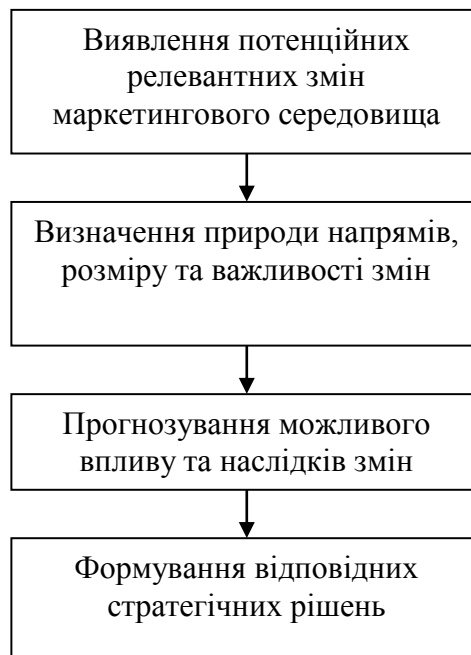 Виявлення потенційних
релевантних змін
маркетингового середовища
Визначення природи напрямів,
розміру та важливості змін
Прогнозування можливого
впливу та наслідків змін
Формування відповідних
стратегічних рішень